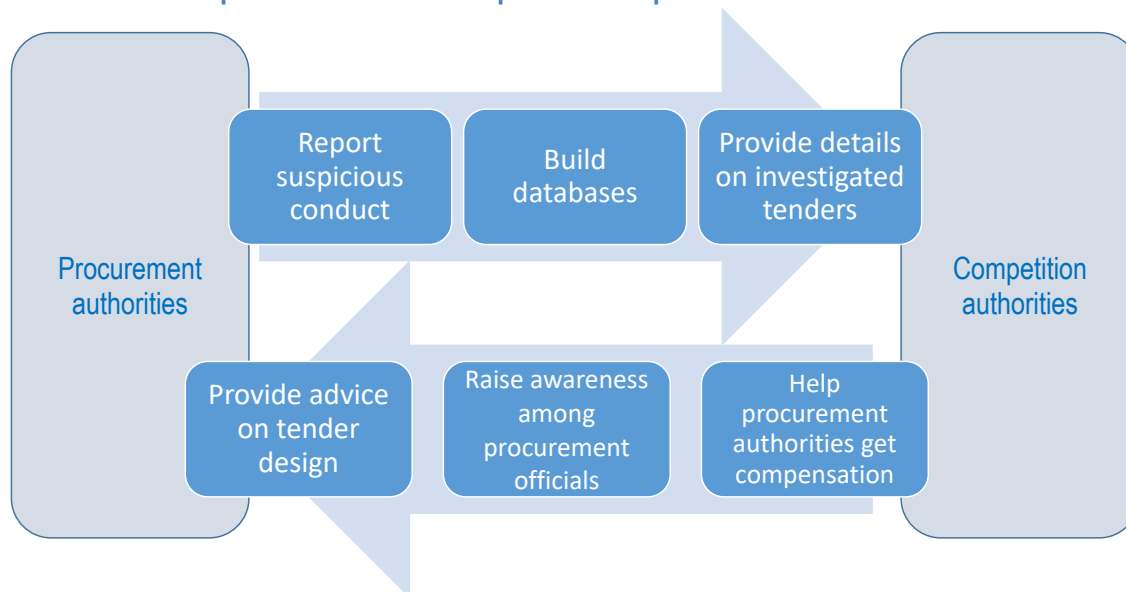 Procurement
authorities
Report
suspicious
conduct
Build
databases
Provide details
on investigated
tenders
Competition
authorities
Provide advice
on tender
design
Raise awareness
among
procurement
officials
Help
procurement
authorities get
compensation